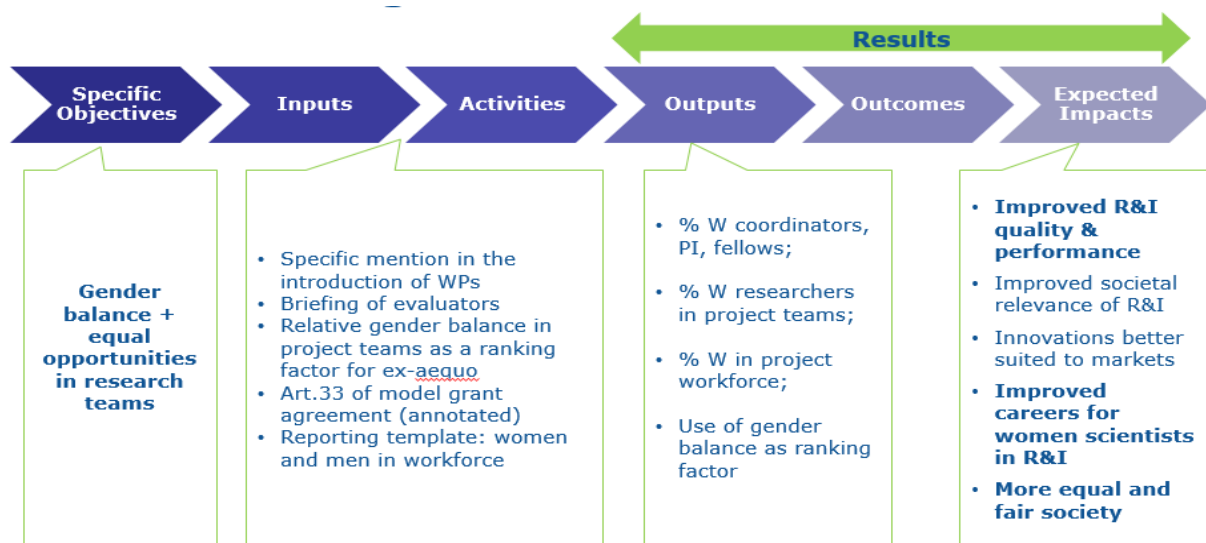 Results
Specific
Objectives
Inputs
Activities
Outputs
Outcomes
Expected
Impacts
Gender
balance +
equal
opportunities
in research
teams
• Specific mention in the
introduction of WPs
• Briefing of evaluators
• Relative gender balance in
project teams as a ranking
factor for ex-aequo
• Art.33 of model grant
agreement (annotated)
• Reporting template: women
and men in workforce
• % W coordinators,
PI, fellows;
• % W researchers
in project teams;
• % W in project
workforce;
• Use of gender
balance as ranking
factor
• Improved R&I
quality &
performance
• Improved societal
relevance of R&I
• Innovations better
suited to markets
• Improved
careers for
women scientists
in R&I
• More equal and
fair society